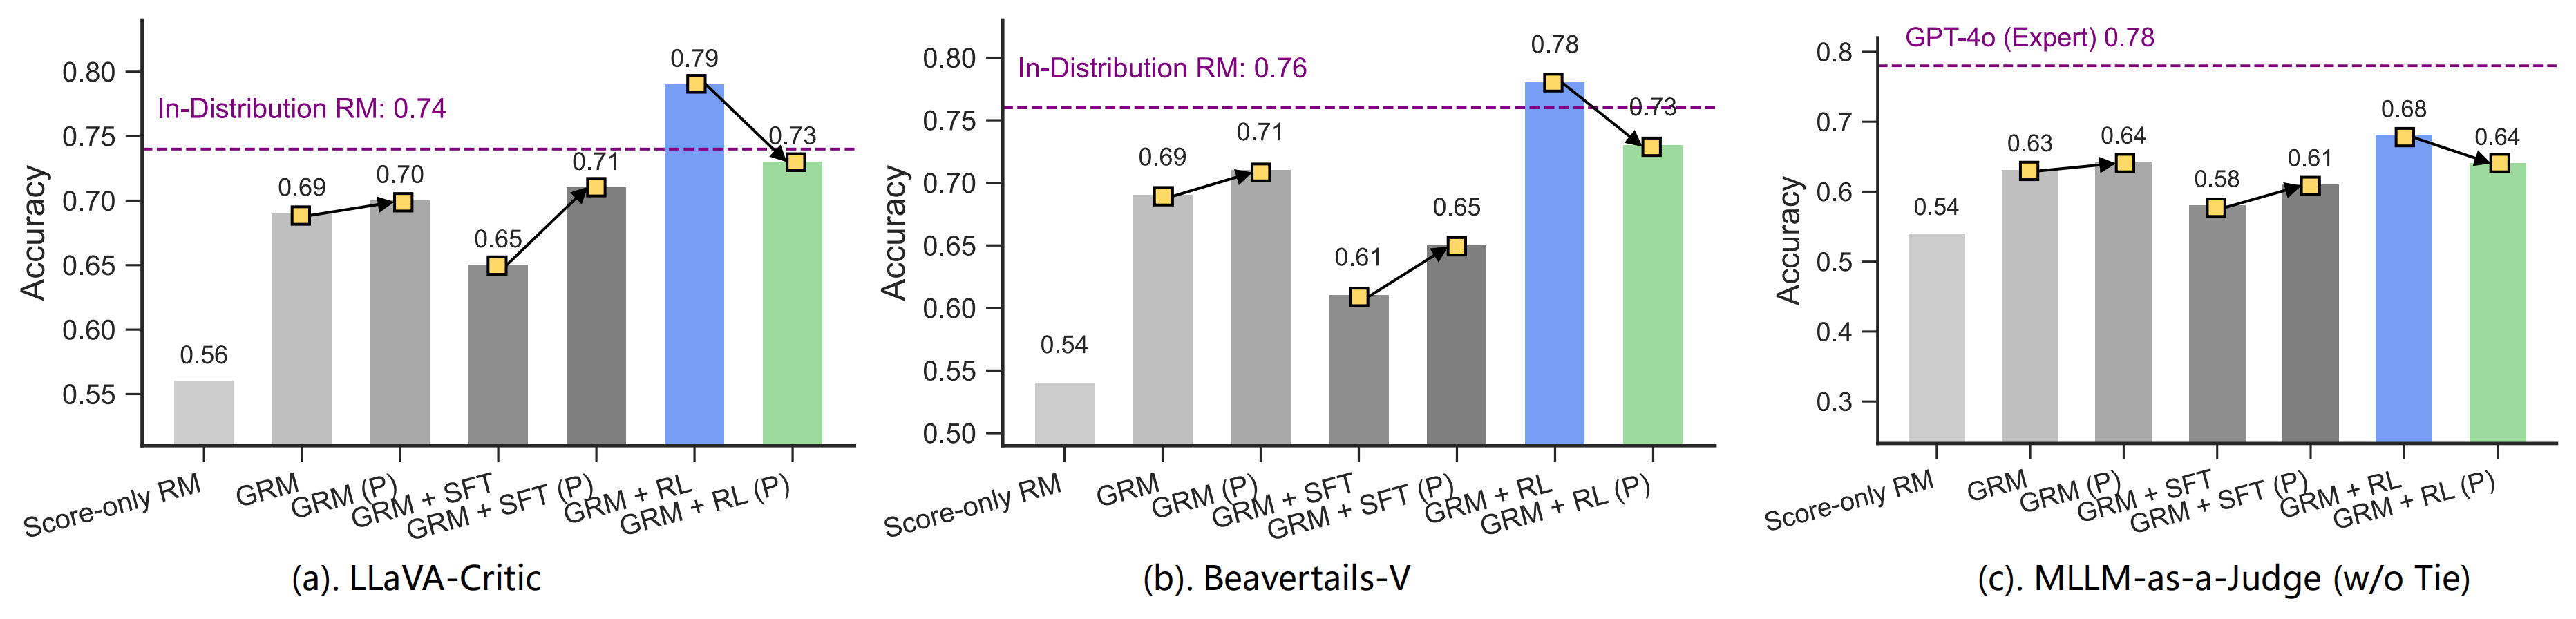 Accuracy
0.80
0.75
0.70
0.65
0.60
0.55
In-Distribution RM: 0.74
0.56
0.69
0.70
0.65
0.71
0.79
0.73
Score-only RM
GRM
GRM (P)
GRM + SFT
GRM + SFT (P)
GRM + RL
GRM + RL (P)
(a). LLaVA-Critic
Accuracy
0.80
0.75
0.70
0.65
0.60
0.55
0.50
In-Distribution RM: 0.76
0.54
0.69
0.71
0.61
0.65
0.78
0.73
Score-only RM
GRM
GRM (P)
GRM + SFT
GRM + SFT (P)
GRM + RL
GRM + RL (P)
(b). Beavertails-V
Accuracy
0.8
0.7
0.6
0.5
0.4
0.3
GPT-4o (Expert) 0.78
0.54
0.63
0.64
0.58
0.61
0.68
0.64
Score-only RM
GRM
GRM (P)
GRM + SFT
GRM + SFT (P)
GRM + RL
GRM + RL (P)
(c). MLLM-as-a-Judge (w/o Tie)